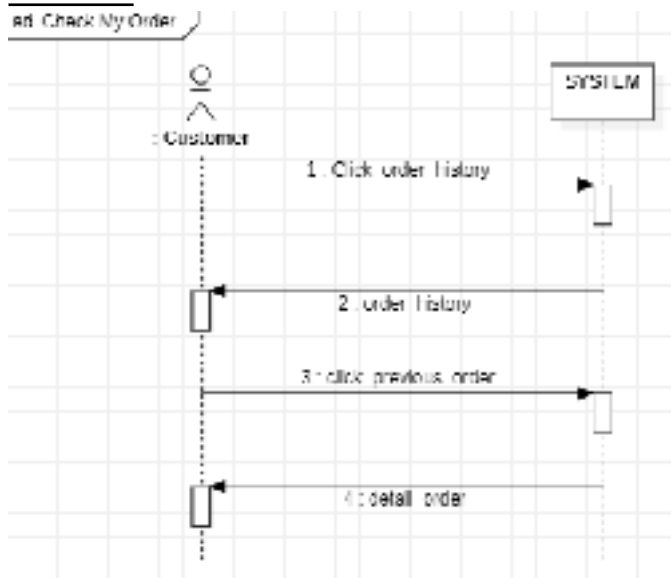 sd Check My Order
SYSTEM
: Customer
1 : Click order history
2 : order history
3 : click previous order
4 : detail order